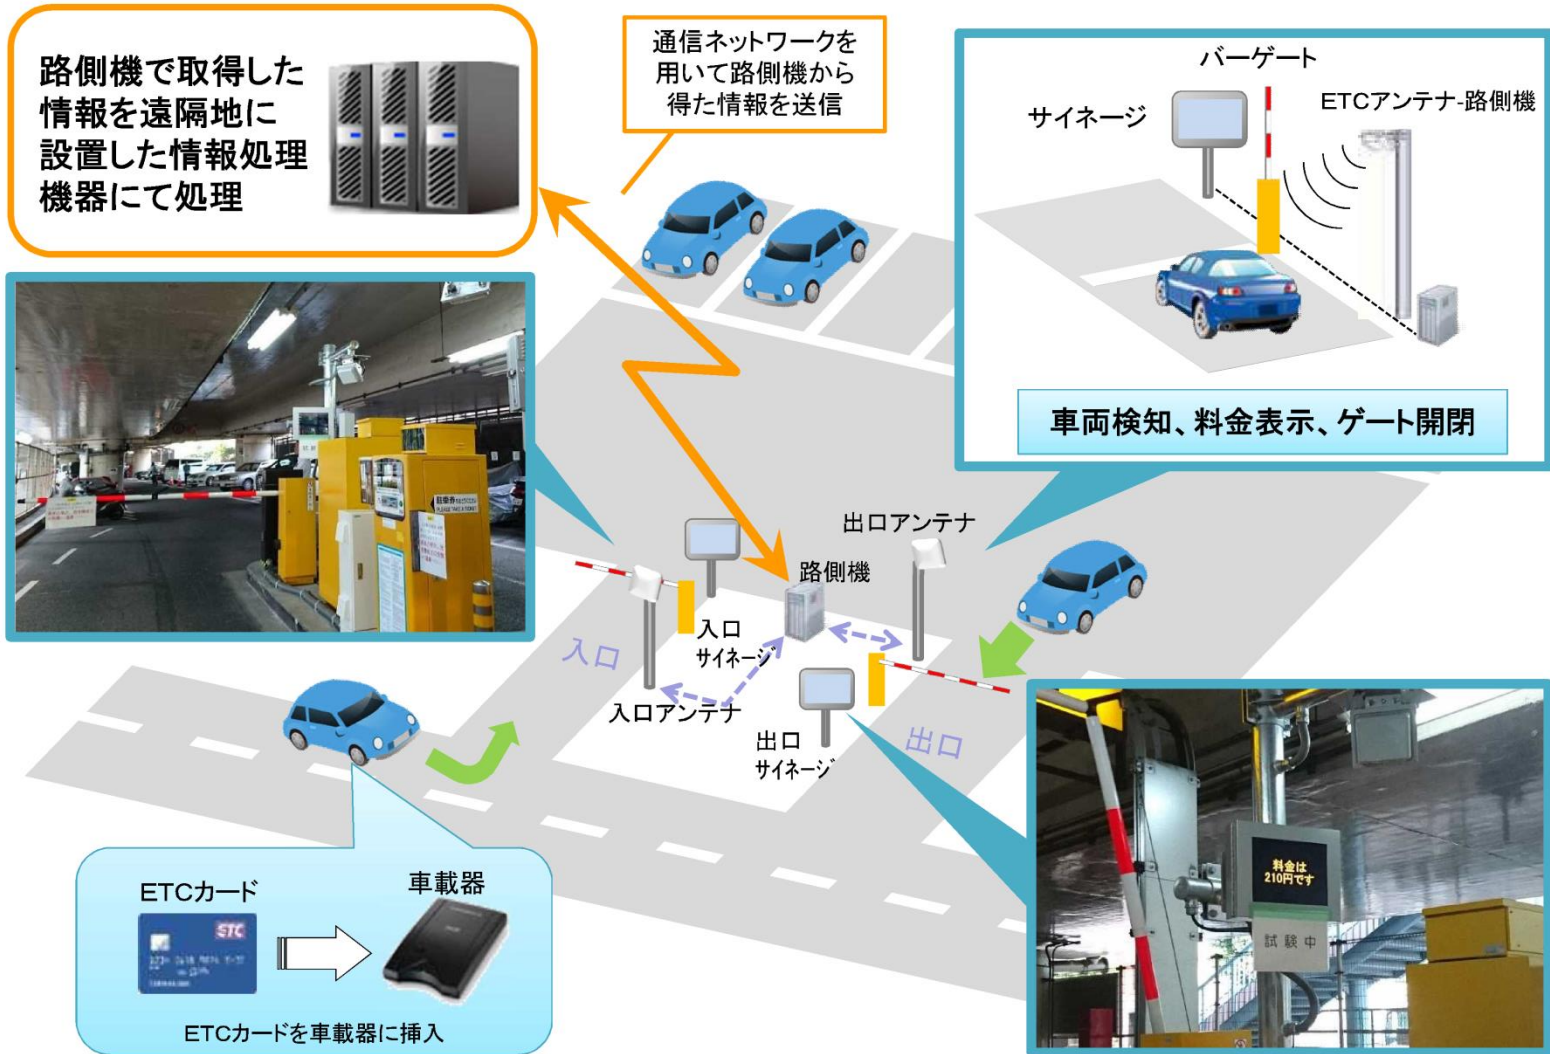 路側機で取得した
情報を遠隔地に
設置した情報処理
機器にて処理
通信ネットワークを
用いて路側機から
得た情報を送信
バーゲート
サイネージ
ETCアンテナ-路側機
車両検知、料金表示、ゲート開閉
駐車券
PLEASE TAKE A TICKET
出口アンテナ
路側機
入口
サイネージ
入口
入口アンテナ
出口
サイネージ
出口
ETCカード
車載器
ETC
ETCカードを車載器に挿入
料金は
210円です
試験中